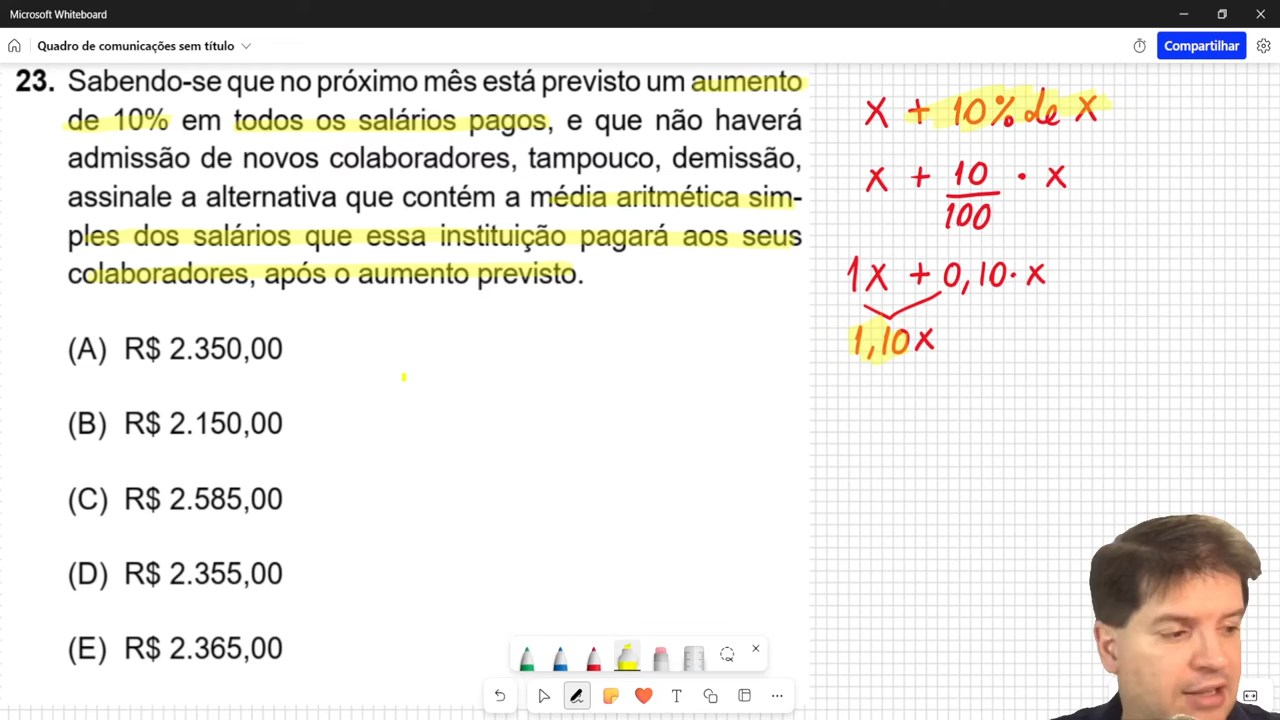 Microsoft Whiteboard
Quadro de comunicações sem título
Compartilhar
23. Sabendo-se que no próximo mês está previsto um aumento
de 10% em todos os salários pagos, e que não haverá
admissão de novos colaboradores, tampouco, demissão,
assinale a alternativa que contém a média aritmética sim-
ples dos salários que essa instituição pagará aos seus
colaboradores, após o aumento previsto.
(A) R$ 2.350,00
(B) R$ 2.150,00
(C) R$ 2.585,00
(D) R$ 2.355,00
(E) R$ 2.365,00
x + 10% de x
x + 10/100 · x
1x + 0,10·x
1,10x